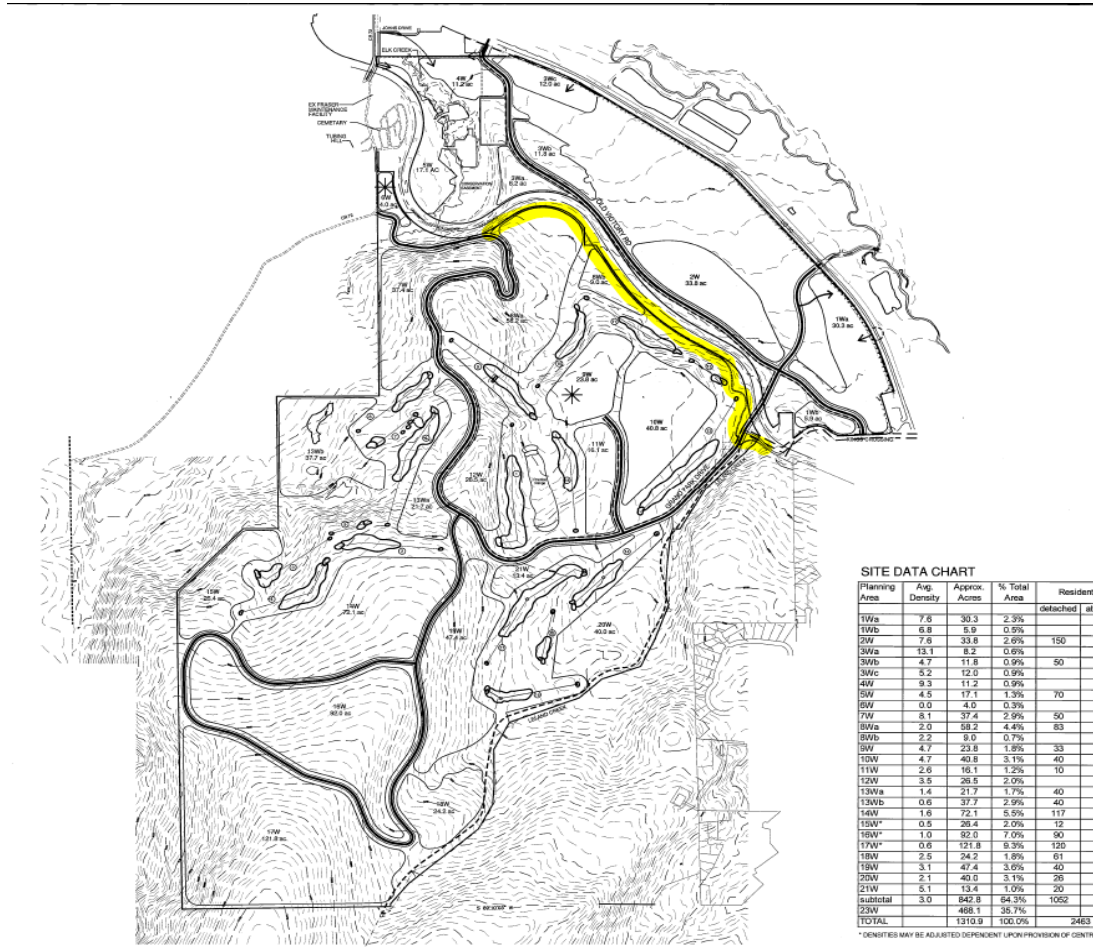 JOHNS DRIVE
ELK CREEK
4W
11.2 ac
3Wc
12.0 ac
EX FRASER
MAINTENANCE
FACILITY
CEMETARY
TUBING
HILL
3Wb
11.8 ac
5W
17.1 AC
3Wa
8.2 ac
CONSERVATION
EASEMENT
6W
4.0 ac
OLD VICTORY RD
7W
37.4 ac
8Wa
58.2 ac
8Wb
9.0 ac
2W
33.8 ac
1Wa
30.3 ac
9W
23.8 ac
10W
40.8 ac
1Wb
5.9 ac
11W
16.1 ac
13Wb
37.7 ac
12W
26.5 ac
13Wa
21.7 ac
GRAND PARK DRIVE
21W
13.4 ac
15W
26.4 ac
14W
72.1 ac
19W
47.4 ac
20W
40.0 ac
16W
92.0 ac
LELAND CREEK
18W
24.2 ac
17W
121.8 ac
SITE DATA CHART
Planning Area Avg. Density Approx. Acres % Total Area Resident
detached at
1Wa 7.6 30.3 2.3%
1Wb 6.8 5.9 0.5%
2W 7.6 33.8 2.6% 150
3Wa 13.1 8.2 0.6%
3Wb 4.7 11.8 0.9% 50
3Wc 5.2 12.0 0.9%
4W 9.3 11.2 0.9%
5W 4.5 17.1 1.3% 70
6W 0.0 4.0 0.3%
7W 8.1 37.4 2.9% 50
8Wa 2.0 58.2 4.4% 83
8Wb 2.2 9.0 0.7%
9W 4.7 23.8 1.8% 33
10W 4.7 40.8 3.1% 40
11W 2.6 16.1 1.2% 10
12W 3.5 26.5 2.0%
13Wa 1.4 21.7 1.7% 40
13Wb 0.6 37.7 2.9% 40
14W 1.6 72.1 5.5% 117
15W* 0.5 26.4 2.0% 12
16W* 1.0 92.0 7.0% 90
17W* 0.6 121.8 9.3% 120
18W 2.5 24.2 1.8% 61
19W 3.1 47.4 3.6% 40
20W 2.1 40.0 3.1% 26
21W 5.1 13.4 1.0% 20
subtotal 3.0 842.8 64.3% 1052
23W 468.1 35.7%
TOTAL 1310.9 100.0% 2463
* DENSITIES MAY BE ADJUSTED DEPENDENT UPON PROVISION OF CENTR